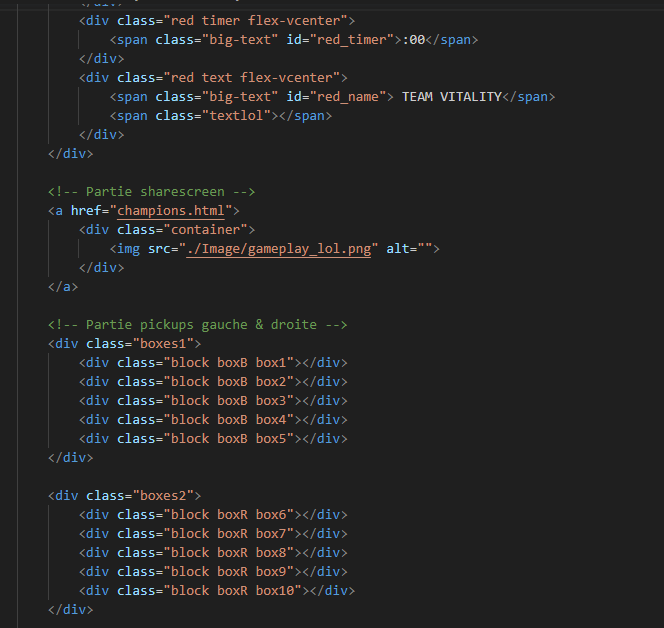 </div>
<div class="red timer flex-vcenter">
<span class="big-text" id="red_timer">:00</span>
</div>
<div class="red text flex-vcenter">
<span class="big-text" id="red_name"> TEAM VITALITY</span>
<span class="textlol"></span>
</div>
</div>
<!-- Partie sharescreen -->
<a href="champions.html">
<div class="container">
<img src="./Image/gameplay_lol.png" alt="">
</div>
</a>
<!-- Partie pickups gauche & droite -->
<div class="boxes1">
<div class="block boxB box1"></div>
<div class="block boxB box2"></div>
<div class="block boxB box3"></div>
<div class="block boxB box4"></div>
<div class="block boxB box5"></div>
</div>
<div class="boxes2">
<div class="block boxR box6"></div>
<div class="block boxR box7"></div>
<div class="block boxR box8"></div>
<div class="block boxR box9"></div>
<div class="block boxR box10"></div>
</div>